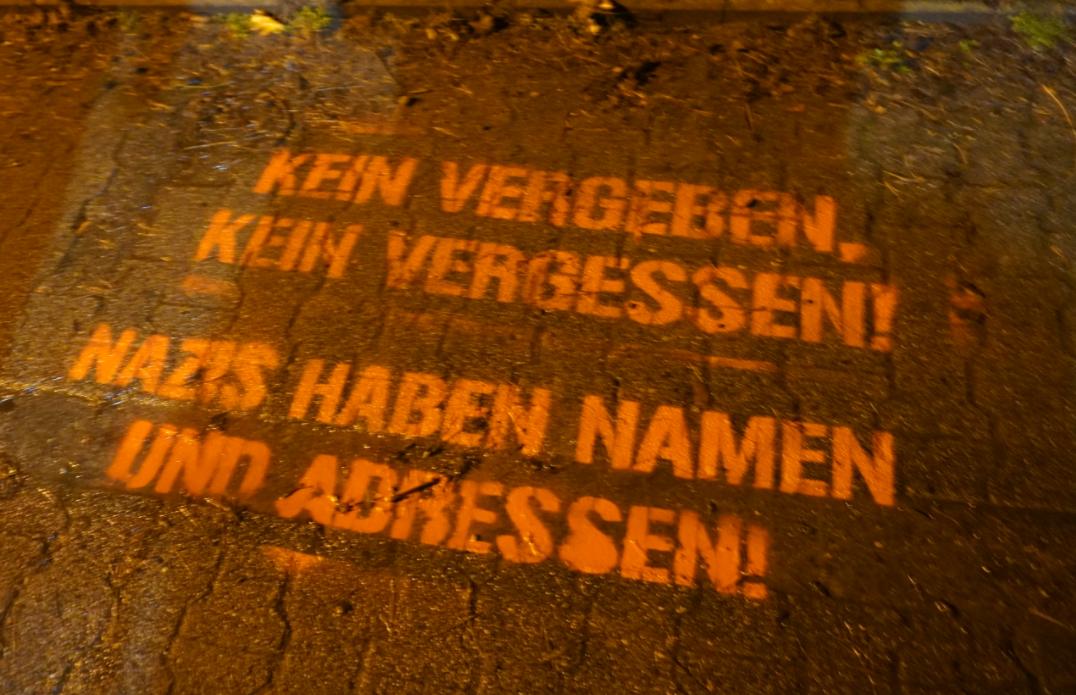 KEIN VERGEBEN,
KEIN VERGESSEN!
NAZIS HABEN NAMEN
UND ADRESSEN!